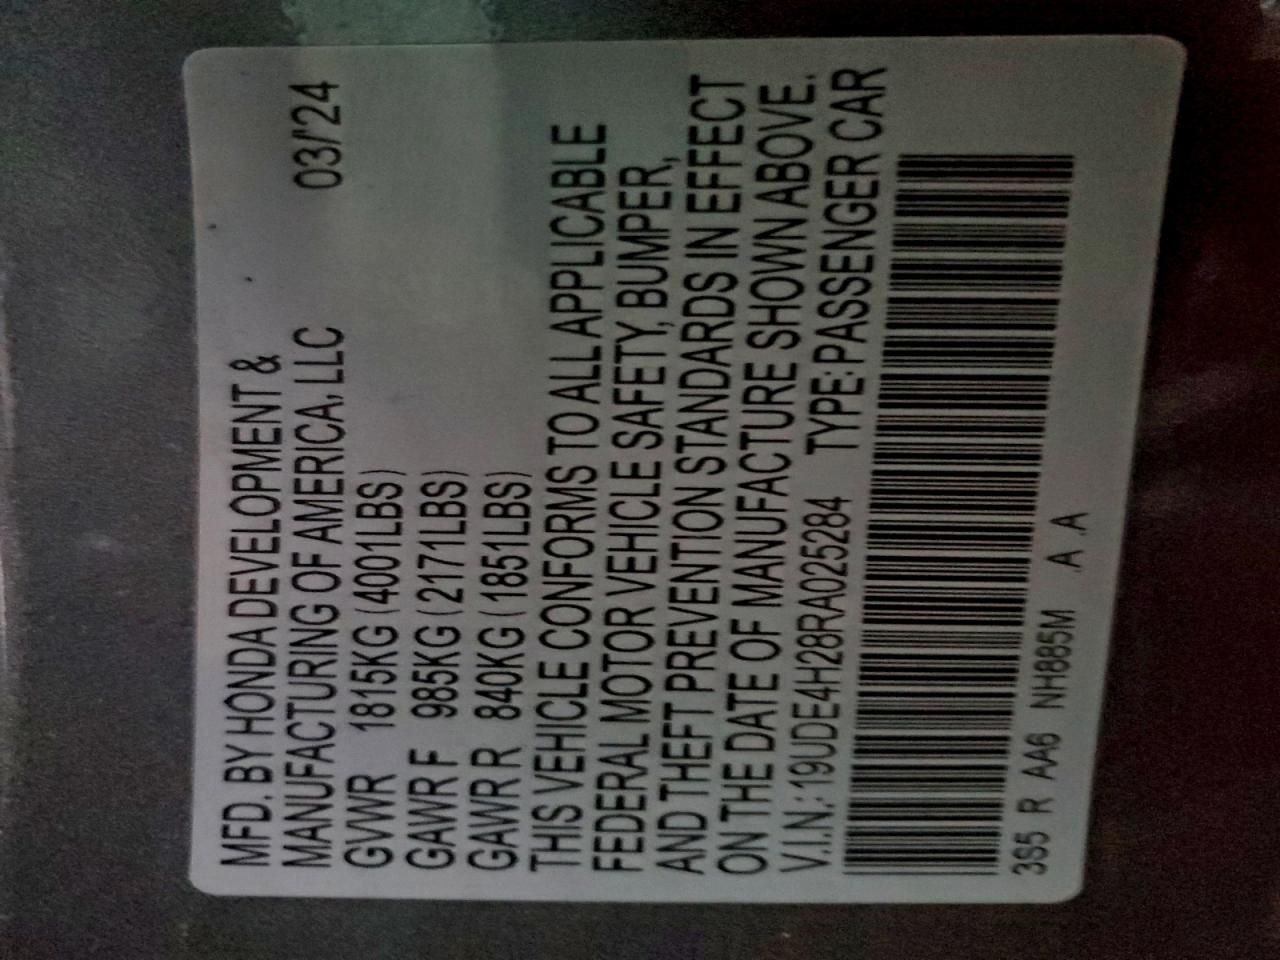 MFD. BY HONDA DEVELOPMENT &
MANUFACTURING OF AMERICA, LLC 03/'24
GVWR 1815KG (4001LBS)
GAWR F 985KG (2171LBS)
GAWR R 840KG (1851LBS)
THIS VEHICLE CONFORMS TO ALL APPLICABLE
FEDERAL MOTOR VEHICLE SAFETY, BUMPER,
AND THEFT PREVENTION STANDARDS IN EFFECT
ON THE DATE OF MANUFACTURE SHOWN ABOVE.
V.I.N.: 19UDE4H28RA025284 TYPE: PASSENGER CAR
3S5 R AA6 NH885M .A .A